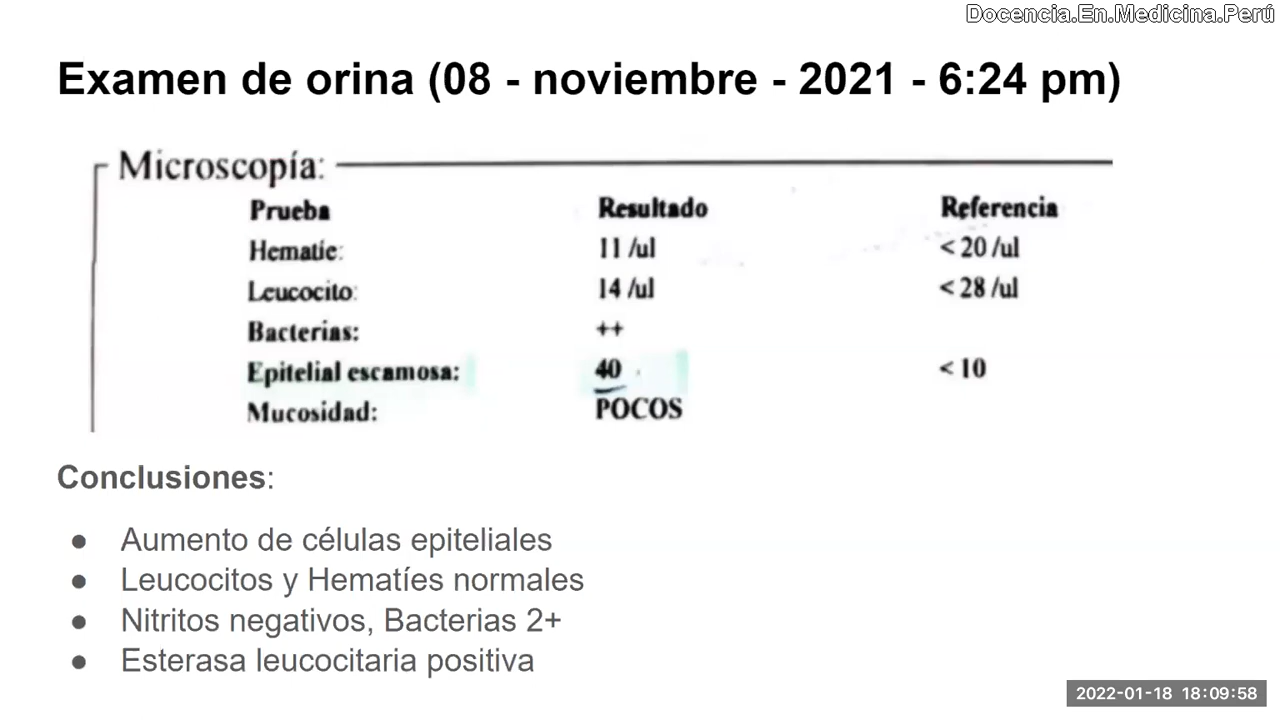 Docencia.En.Medicina.Perú
Examen de orina (08 - noviembre - 2021 - 6:24 pm)
Microscopía:
Prueba Resultado Referencia
Hematíe: 11 /ul < 20 /ul
Leucocito: 14 /ul < 28 /ul
Bacterias: ++
Epitelial escamosa: 40 < 10
Mucosidad: POCOS
Conclusiones:
● Aumento de células epiteliales
● Leucocitos y Hematíes normales
● Nitritos negativos, Bacterias 2+
● Esterasa leucocitaria positiva
2022-01-18 18:09:58